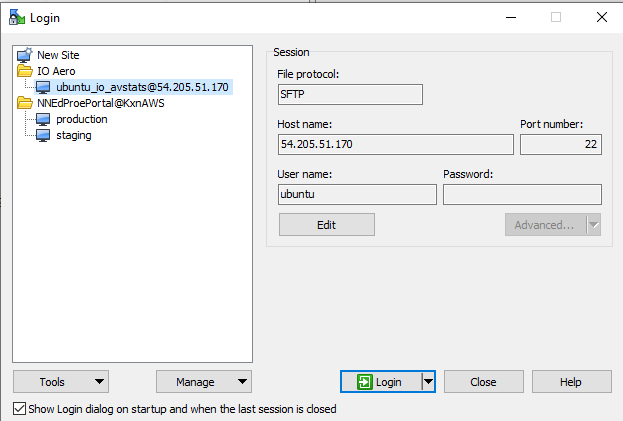 Login
New Site
IO Aero
ubuntu_io_avstats@54.205.51.170
NNEdProePortal@KxnAWS
production
staging
Session
File protocol:
SFTP
Host name:
Port number:
54.205.51.170
22
User name:
Password:
ubuntu
Edit
Advanced...
Tools
Manage
Login
Close
Help
Show Login dialog on startup and when the last session is closed